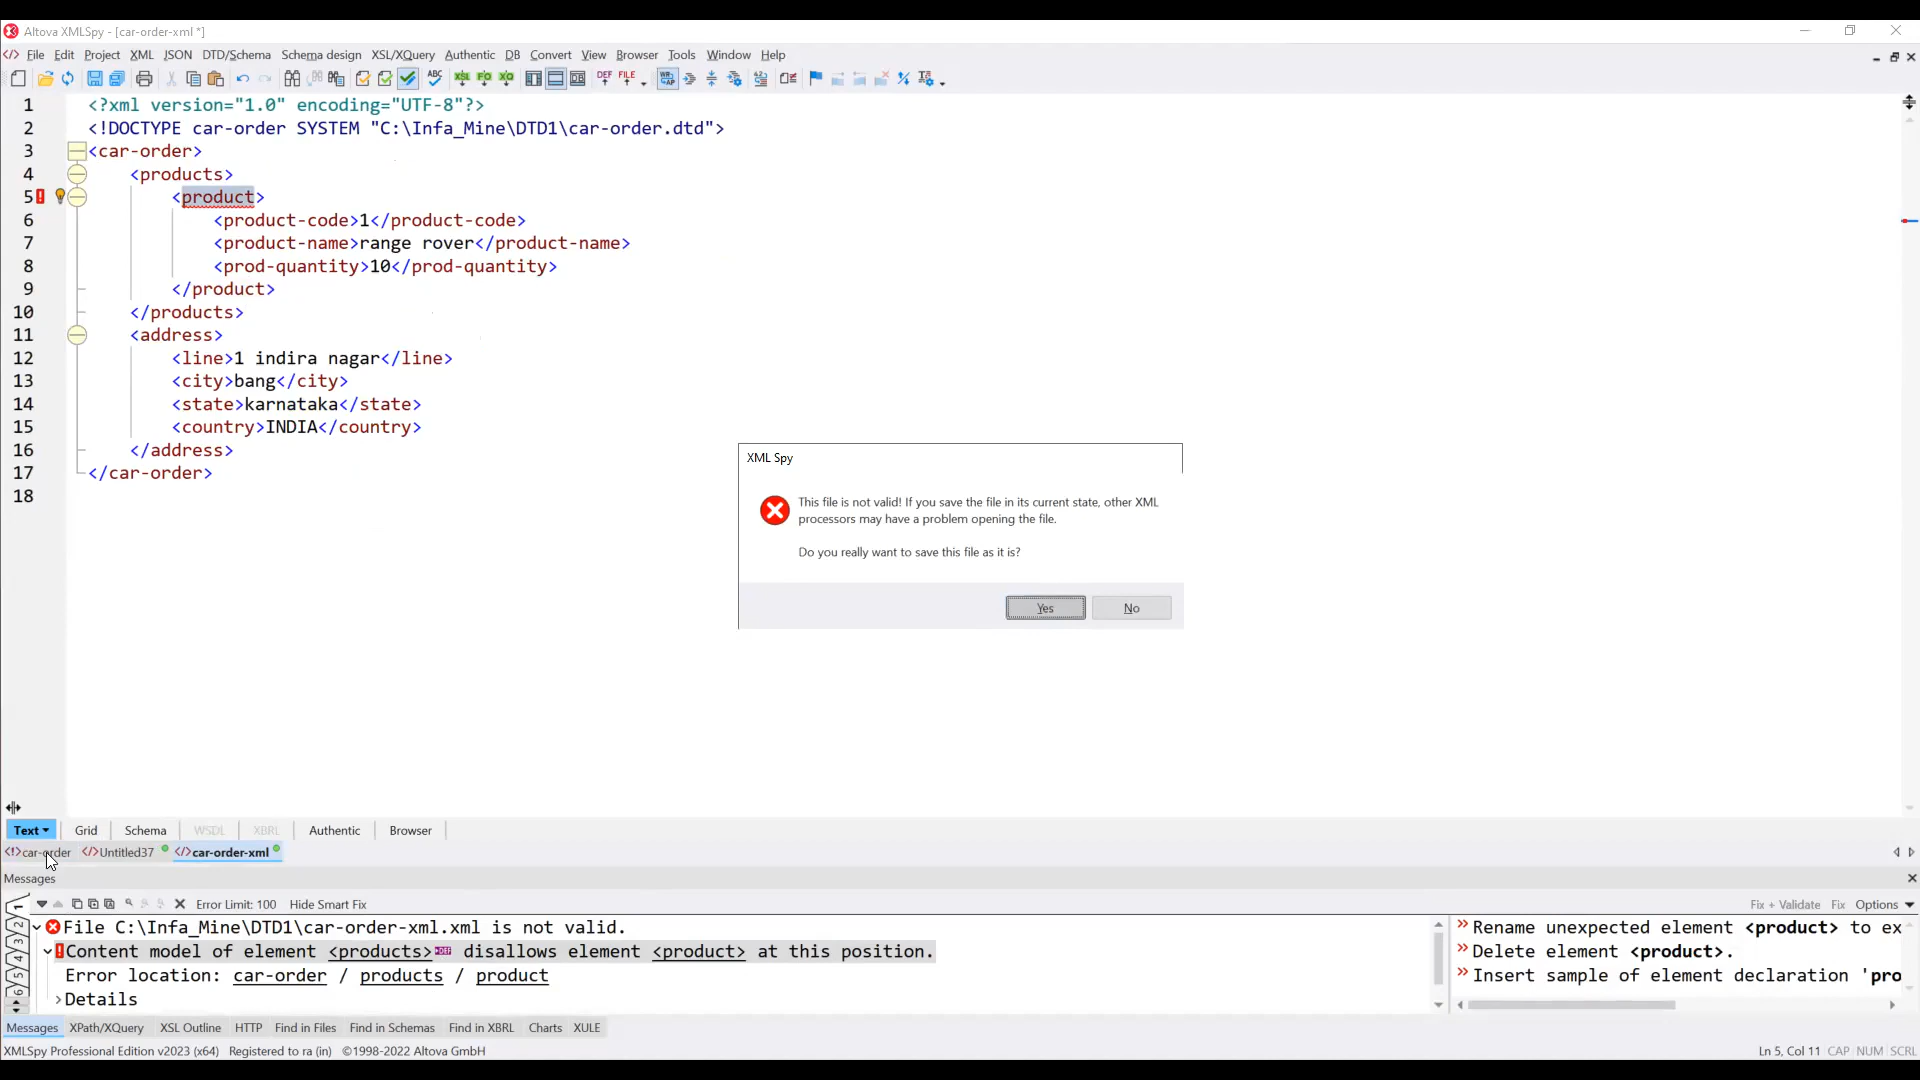 Altova XMLSpy - [car-order-xml *]
File Edit Project XML JSON DTD/Schema Schema design XSL/XQuery Authentic DB Convert View Browser Tools Window Help
1 <?xml version="1.0" encoding="UTF-8"?>
2 <!DOCTYPE car-order SYSTEM "C:\Infa_Mine\DTD1\car-order.dtd">
3 <car-order>
4 <products>
5 <product>
6 <product-code>1</product-code>
7 <product-name>range rover</product-name>
8 <prod-quantity>10</prod-quantity>
9 </product>
10 </products>
11 <address>
12 <line>1 indira nagar</line>
13 <city>bang</city>
14 <state>karnataka</state>
15 <country>INDIA</country>
16 </address>
17 </car-order>
18
XML Spy
This file is not valid! If you save the file in its current state, other XML
processors may have a problem opening the file.
Do you really want to save this file as it is?
Yes No
Text Grid Schema WSDL XBRL Authentic Browser
car-order Untitled37 car-order-xml
Messages
Error Limit: 100 Hide Smart Fix Fix + Validate Fix Options
File C:\Infa_Mine\DTD1\car-order-xml.xml is not valid.
Content model of element <products> disallows element <product> at this position.
Error location: car-order / products / product
Details
Rename unexpected element <product> to ex
Delete element <product>.
Insert sample of element declaration 'pro
Messages XPath/XQuery XSL Outline HTTP Find in Files Find in Schemas Find in XBRL Charts XULE
XMLSpy Professional Edition v2023 (x64) Registered to ra (in) ©1998-2022 Altova GmbH Ln 5, Col 11 CAP NUM SCRL